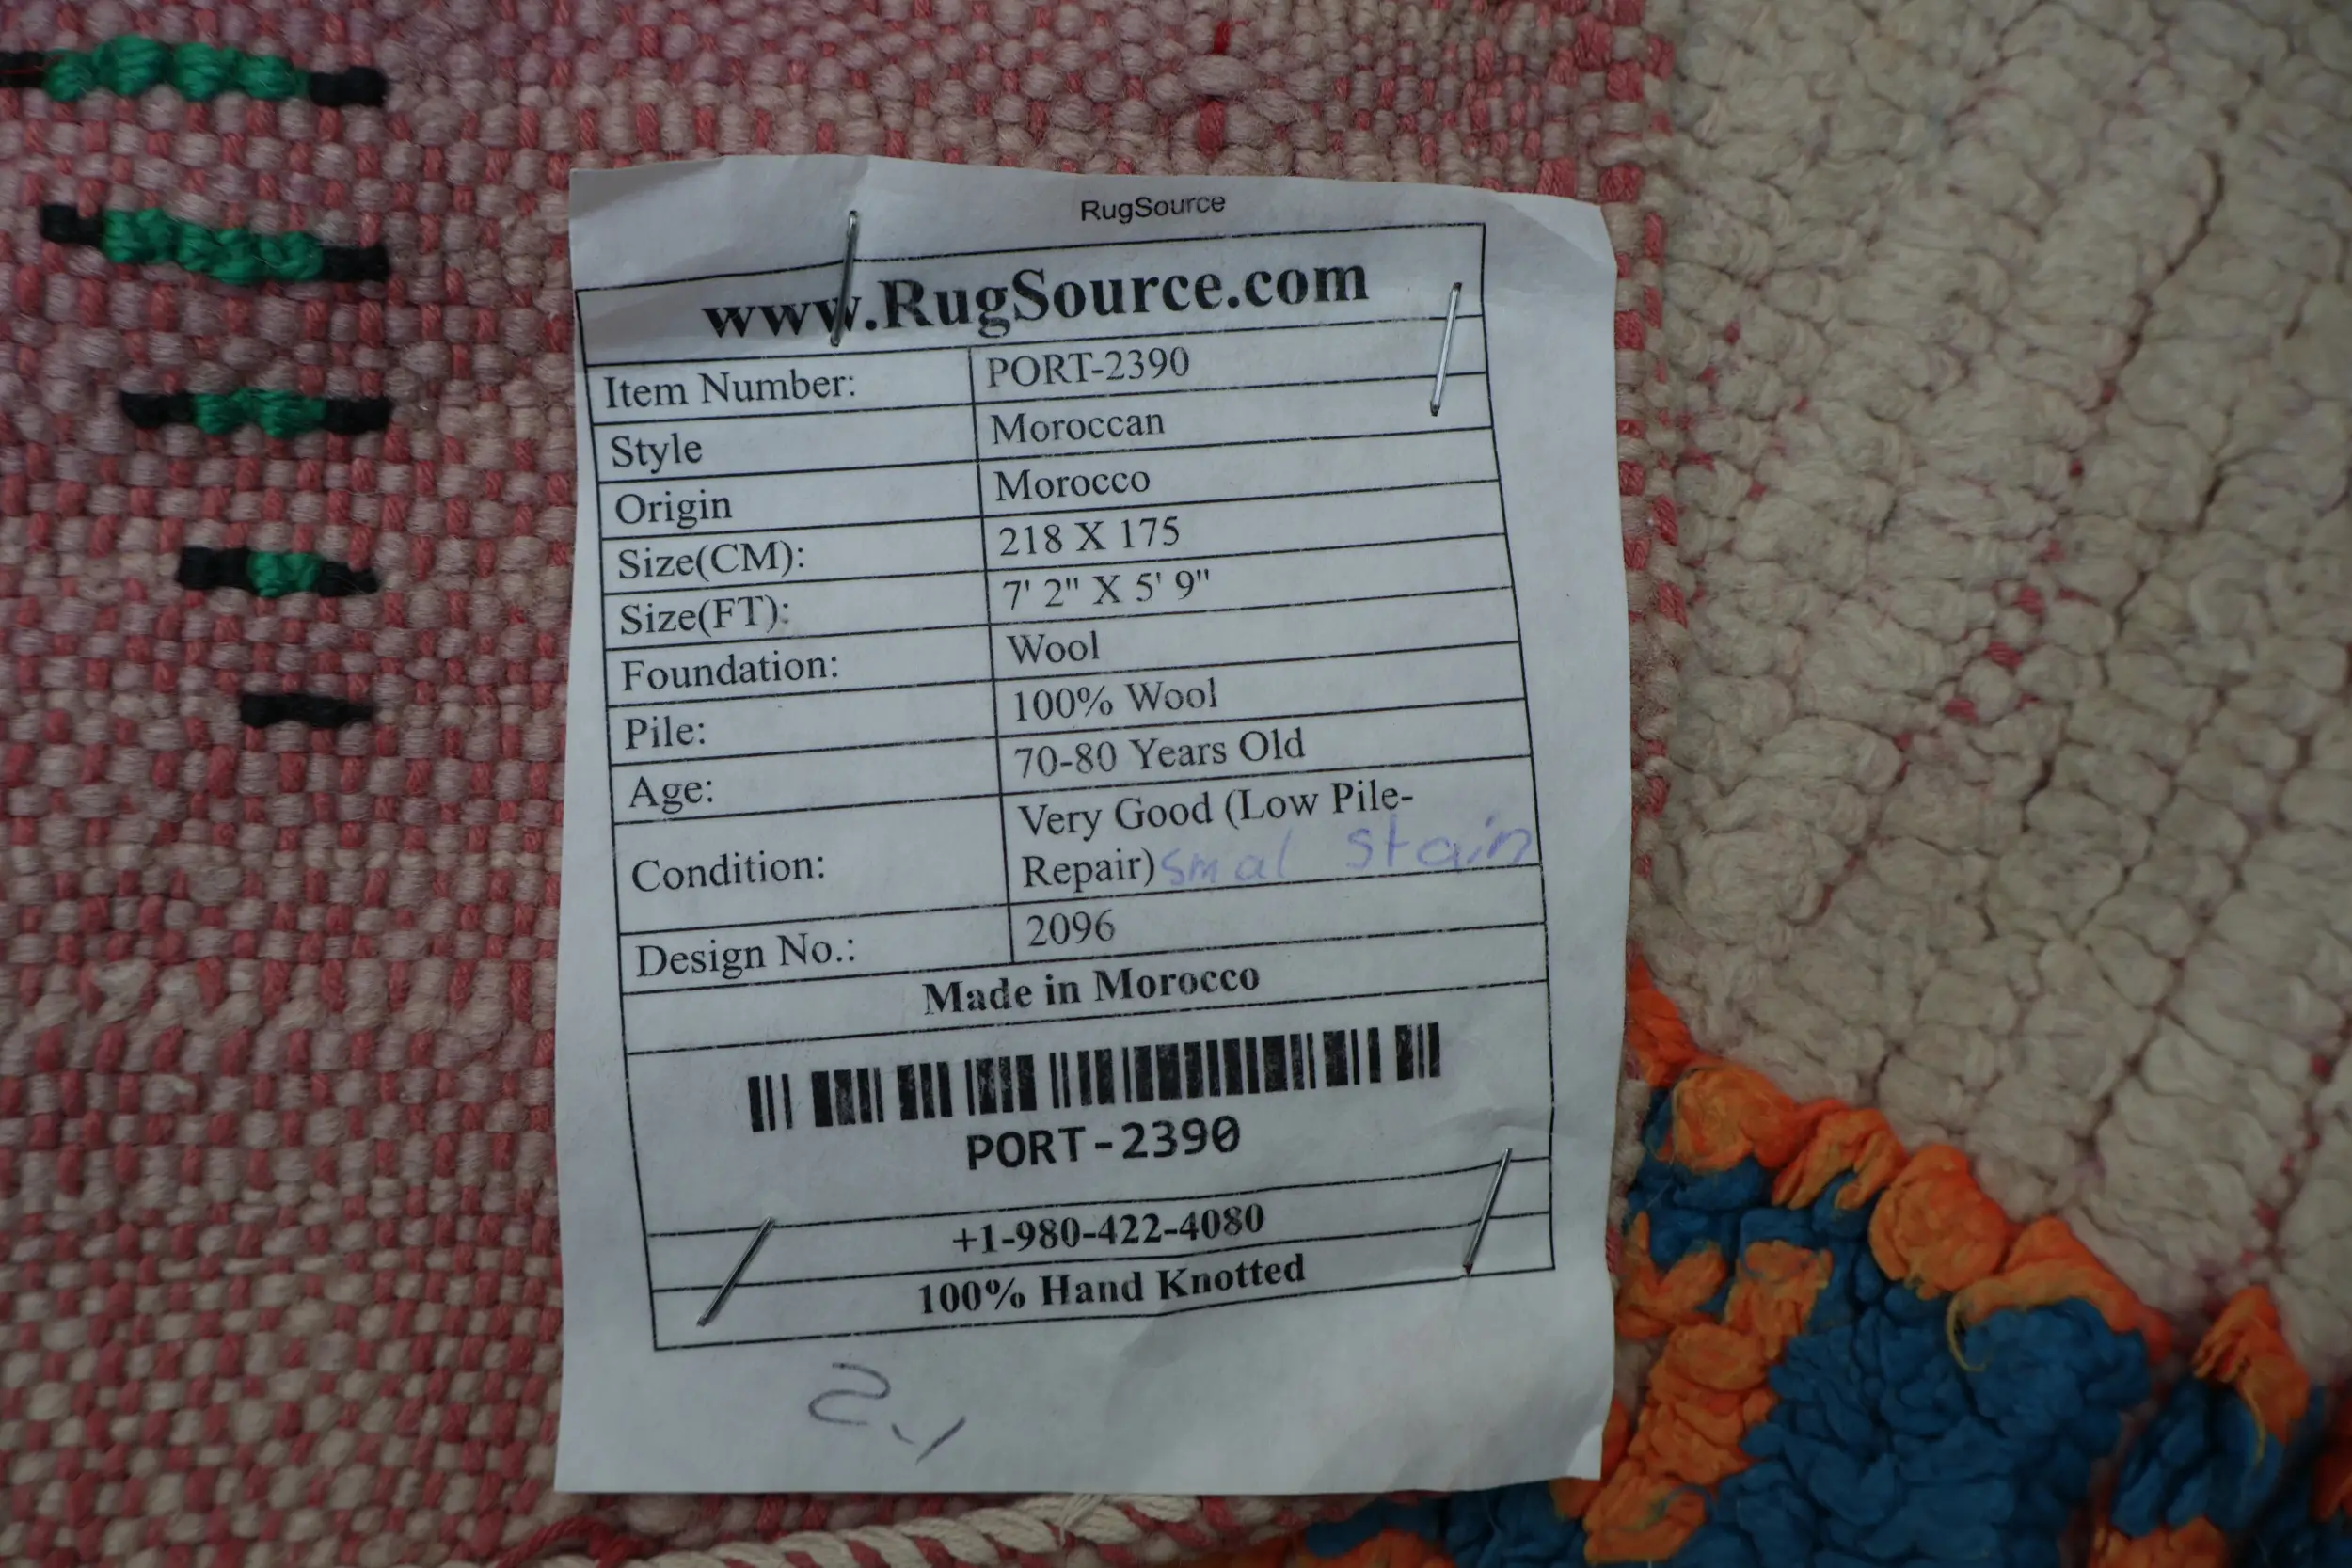 RugSource
www.RugSource.com
Item Number: PORT-2390
Style Moroccan
Origin Morocco
Size(CM): 218 X 175
Size(FT): 7' 2" X 5' 9"
Foundation: Wool
Pile: 100% Wool
Age: 70-80 Years Old
Condition: Very Good (Low Pile-
Repair) smal stain
Design No.: 2096
Made in Morocco
PORT-2390
+1-980-422-4080
100% Hand Knotted